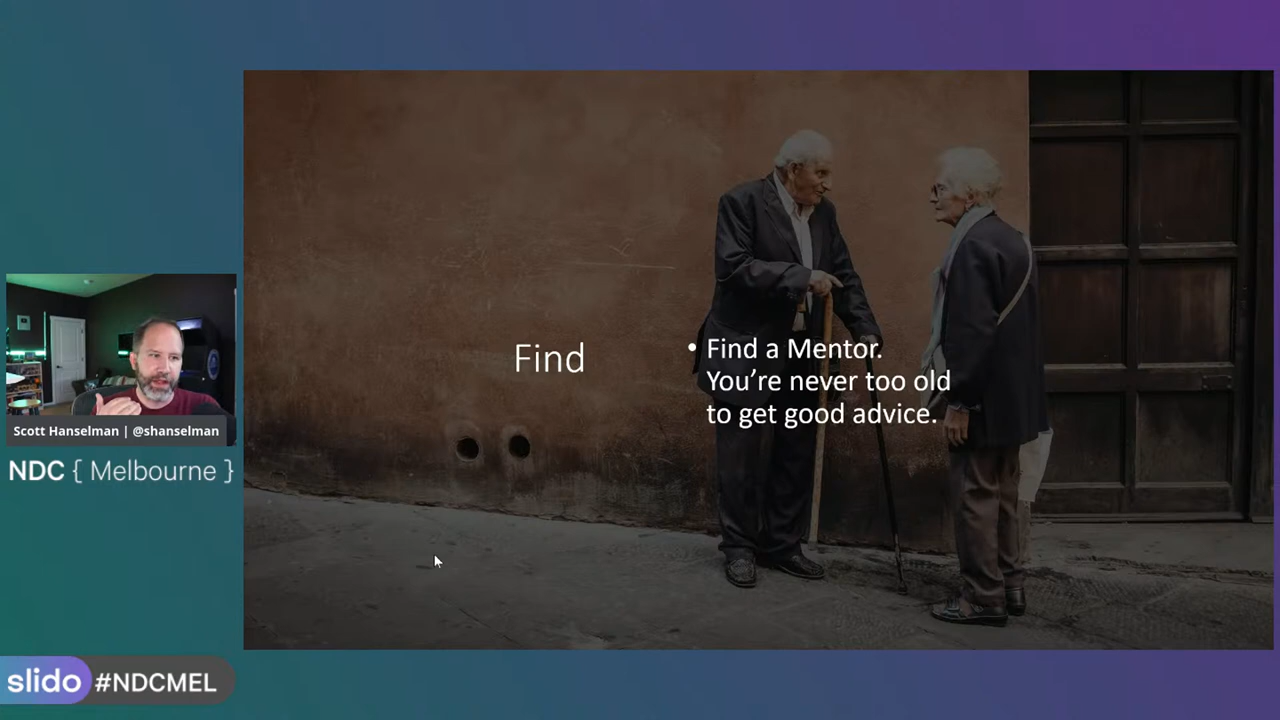 Find
• Find a Mentor.
You're never too old
to get good advice.
Scott Hanselman | @shanselman
NDC { Melbourne }
slido #NDCMEL